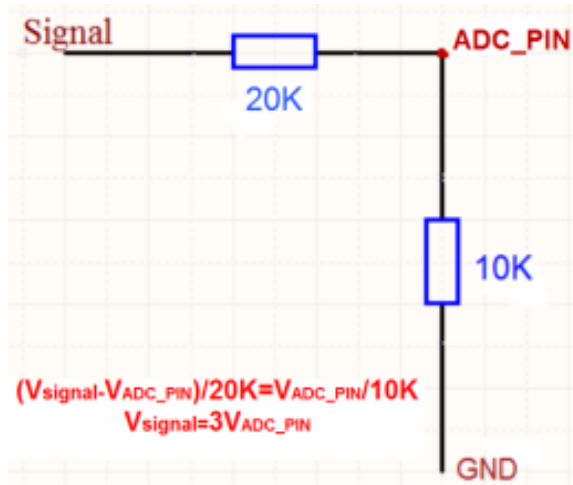 Signal
ADC_PIN
20K
10K
(Vsignal-VADC_PIN)/20K=VADC_PIN/10K
Vsignal=3VADC_PIN
GND